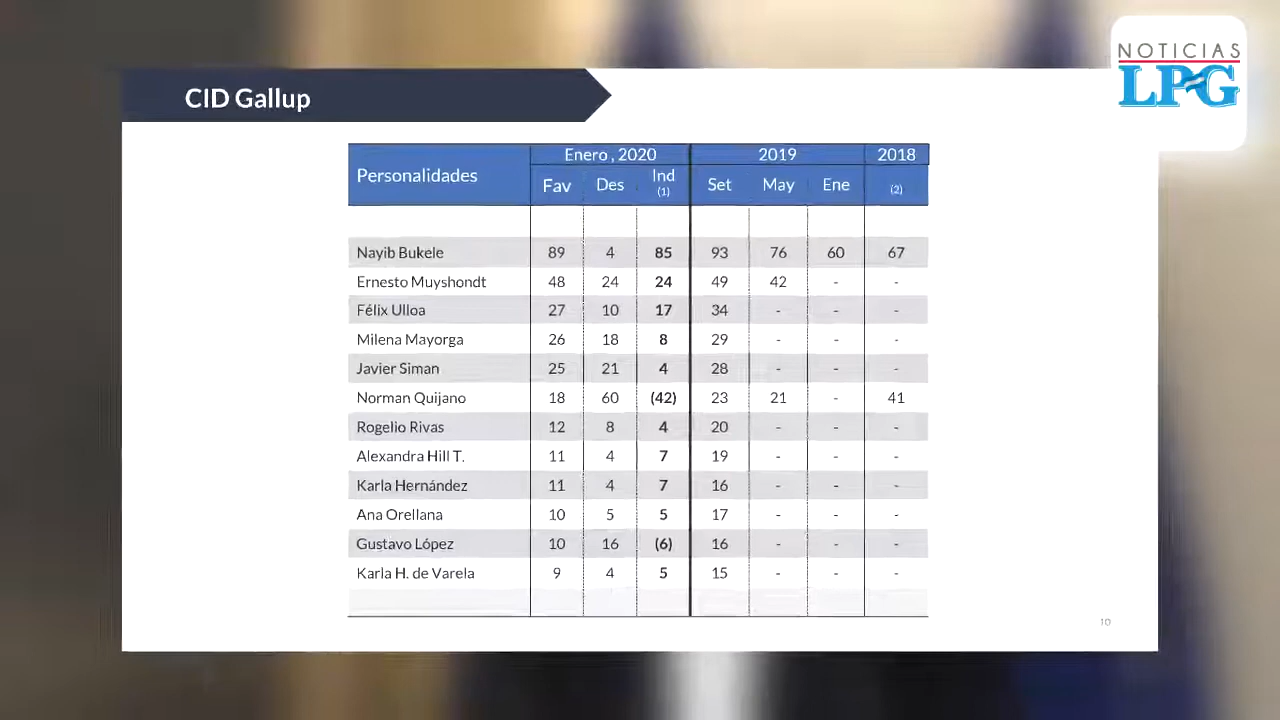 NOTICIAS
LPG
CID Gallup
Personalidades Enero , 2020 2019 2018
Fav Des Ind (1) Set May Ene (2)
Nayib Bukele 89 4 85 93 76 60 67
Ernesto Muyshondt 48 24 24 49 42 - -
Félix Ulloa 27 10 17 34 - - -
Milena Mayorga 26 18 8 29 - - -
Javier Siman 25 21 4 28 - - -
Norman Quijano 18 60 (42) 23 21 - 41
Rogelio Rivas 12 8 4 20 - - -
Alexandra Hill T. 11 4 7 19 - - -
Karla Hernández 11 4 7 16 - - -
Ana Orellana 10 5 5 17 - - -
Gustavo López 10 16 (6) 16 - - -
Karla H. de Varela 9 4 5 15 - - -
10